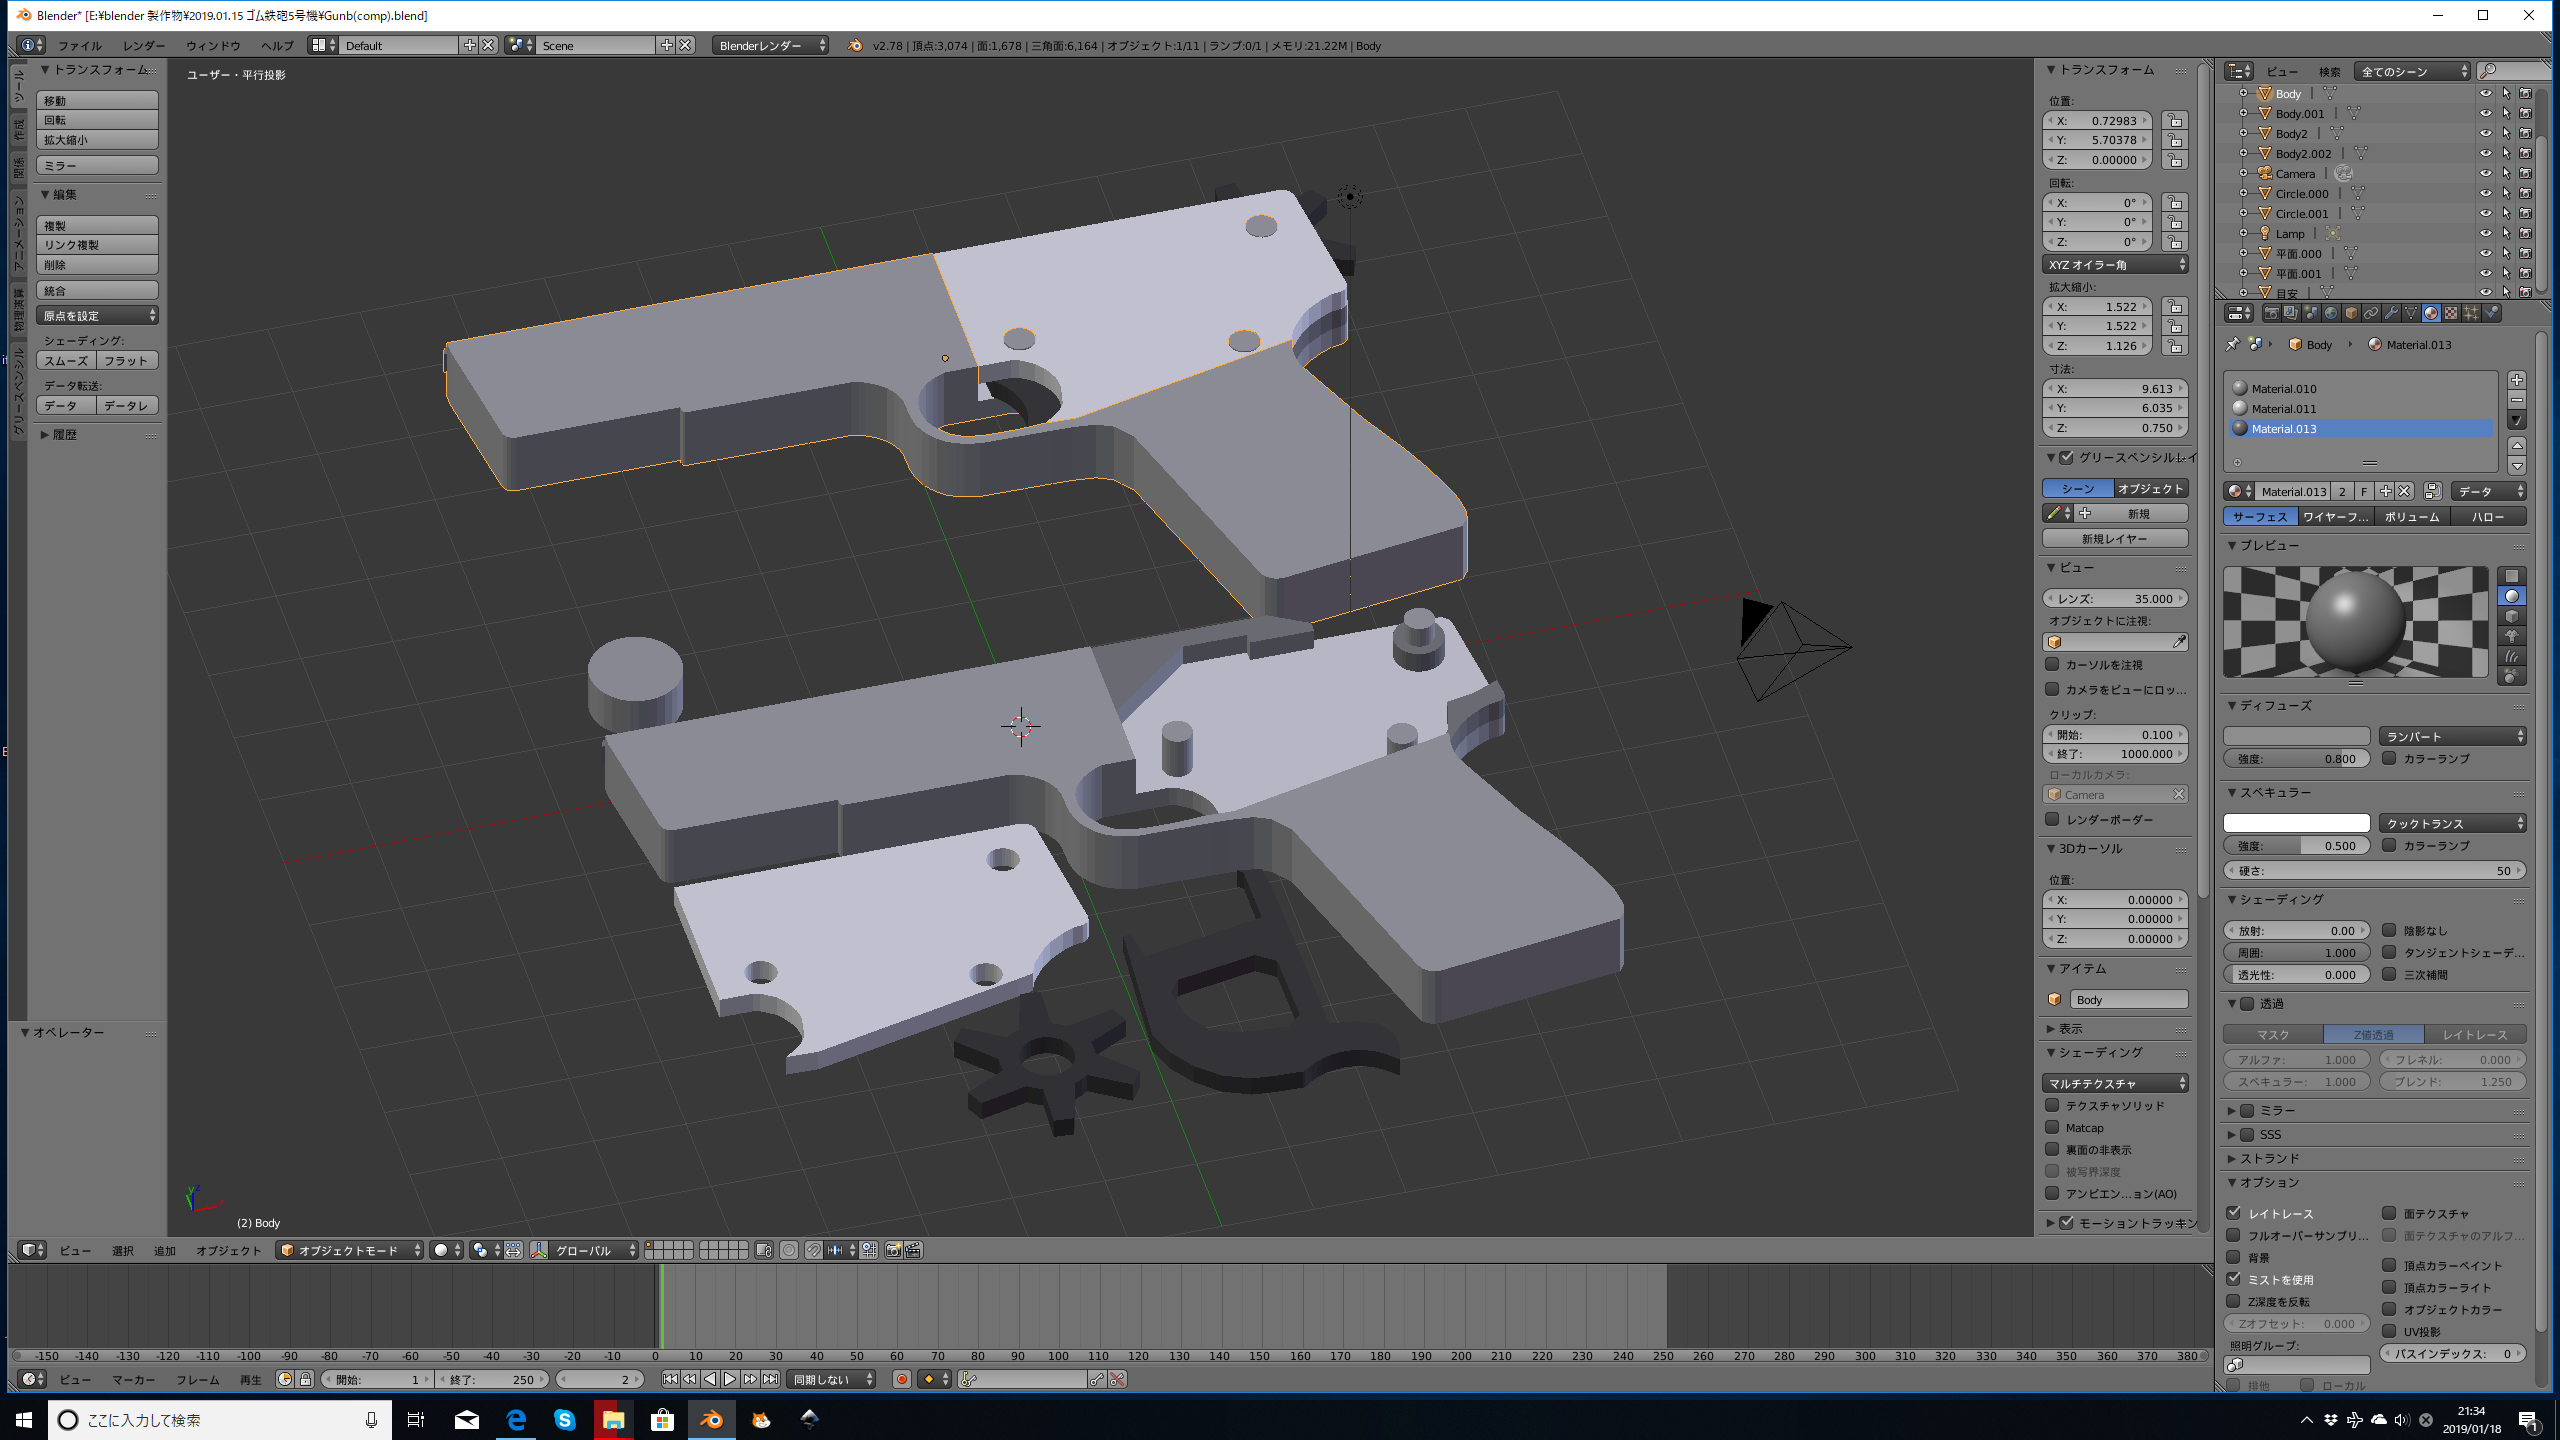 Blender* [E:¥blender 製作物¥2019.01.15 ゴム鉄砲5号機¥Gunb(comp).blend]
ファイル レンダー ウィンドウ ヘルプ Default Scene Blenderレンダー v2.78 | 頂点:3,074 | 面:1,678 | 三角面:6,164 | オブジェクト:1/11 | ランプ:0/1 | メモリ:21.22M | Body
ツール
作成
関係
アニメーション
物理演算
グリースペンシル
トランスフォーム
移動
回転
拡大縮小
ミラー
編集
複製
リンク複製
削除
統合
原点を設定
シェーディング:
スムーズ フラット
データ転送:
データ データレ
履歴
オペレーター
ユーザー・平行投影
(2) Body
トランスフォーム
位置:
X: 0.72983
Y: 5.70378
Z: 0.00000
回転:
X: 0°
Y: 0°
Z: 0°
XYZ オイラー角
拡大縮小:
X: 1.522
Y: 1.522
Z: 1.126
寸法:
X: 9.613
Y: 6.035
Z: 0.750
グリースペンシルレイ
シーン オブジェクト
新規
新規レイヤー
ビュー
レンズ: 35.000
オブジェクトに注視:
カーソルを注視
カメラをビューにロッ...
クリップ:
開始: 0.100
終了: 1000.000
ローカルカメラ:
Camera
レンダーボーダー
3Dカーソル
位置:
X: 0.00000
Y: 0.00000
Z: 0.00000
アイテム
Body
表示
シェーディング
マルチテクスチャ
テクスチャソリッド
Matcap
裏面の非表示
被写界深度
アンビエン...ョン(AO)
モーショントラッキン
ビュー 検索 全てのシーン
Body
Body.001
Body2
Body2.002
Camera
Circle.000
Circle.001
Lamp
平面.000
平面.001
目安
Body Material.013
Material.010
Material.011
Material.013
Material.013 2 F データ
サーフェス ワイヤーフ... ボリューム ハロー
プレビュー
ディフューズ
ランバート
強度: 0.800 カラーランプ
スペキュラー
クックトランス
強度: 0.500 カラーランプ
硬さ: 50
シェーディング
放射: 0.00 陰影なし
周囲: 1.000 タンジェントシェーデ...
透光性: 0.000 三次補間
透過
マスク Z値透過 レイトレース
アルファ: 1.000 フレネル: 0.000
スペキュラー: 1.000 ブレンド: 1.250
ミラー
SSS
ストランド
オプション
レイトレース 面テクスチャ
フルオーバーサンプリ... 面テクスチャのアルフ...
背景 頂点カラーペイント
ミストを使用 頂点カラーライト
Z深度を反転 オブジェクトカラー
Zオフセット: 0.000 UV投影
照明グループ: パスインデックス: 0
排他 ローカル
ビュー 選択 追加 オブジェクト オブジェクトモード グローバル
-150 -140 -130 -120 -110 -100 -90 -80 -70 -60 -50 -40 -30 -20 -10 0 10 20 30 40 50 60 70 80 90 100 110 120 130 140 150 160 170 180 190 200 210 220 230 240 250 260 270 280 290 300 310 320 330 340 350 360 370 380
ビュー マーカー フレーム 再生 開始: 1 終了: 250 2 同期しない
ここに入力して検索
21:34
2019/01/18
1